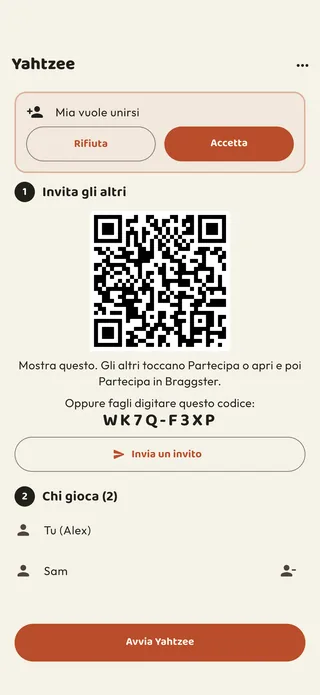 Yahtzee
Mia vuole unirsi
Rifiuta
Accetta
1 Invita gli altri
Mostra questo. Gli altri toccano Partecipa o apri e poi
Partecipa in Braggster.
Oppure fagli digitare questo codice:
WK7Q-F3XP
Invia un invito
2 Chi gioca (2)
Tu (Alex)
Sam
Avvia Yahtzee